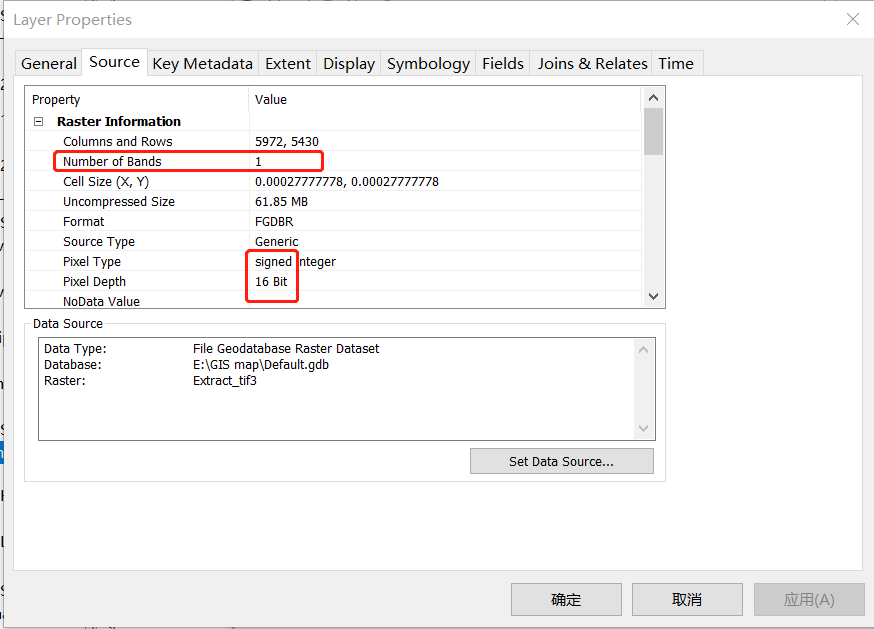 Layer Properties
General Source Key Metadata Extent Display Symbology Fields Joins & Relates Time
Property Value
Raster Information
Columns and Rows 5972, 5430
Number of Bands 1
Cell Size (X, Y) 0.00027777778, 0.00027777778
Uncompressed Size 61.85 MB
Format FGDBR
Source Type Generic
Pixel Type signed integer
Pixel Depth 16 Bit
NoData Value
Data Source
Data Type: File Geodatabase Raster Dataset
Database: E:\GIS map\Default.gdb
Raster: Extract_tif3
Set Data Source...
确定 取消 应用(A)